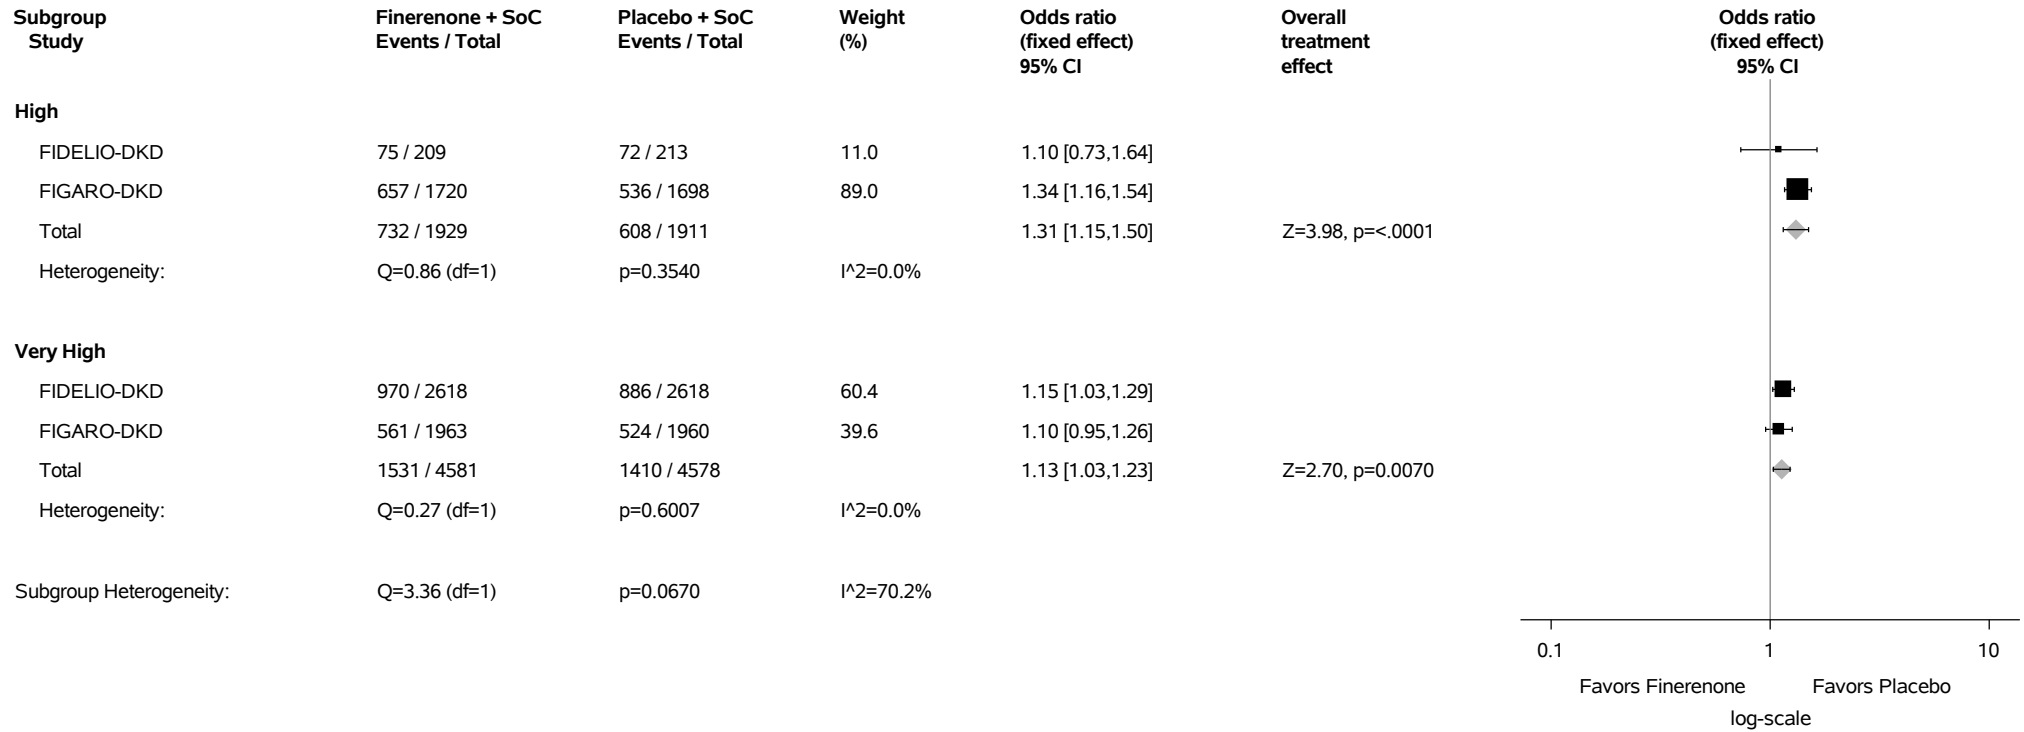 Subgroup Finerenone + SoC Placebo + SoC Weight Odds ratio Overall Odds ratio
Study Events / Total Events / Total (%) (fixed effect) treatment (fixed effect)
95% CI effect 95% CI
High
FIDELIO-DKD 75 / 209 72 / 213 11.0 1.10 [0.73,1.64]
FIGARO-DKD 657 / 1720 536 / 1698 89.0 1.34 [1.16,1.54]
Total 732 / 1929 608 / 1911 1.31 [1.15,1.50] Z=3.98, p=<.0001
Heterogeneity: Q=0.86 (df=1) p=0.3540 I^2=0.0%
Very High
FIDELIO-DKD 970 / 2618 886 / 2618 60.4 1.15 [1.03,1.29]
FIGARO-DKD 561 / 1963 524 / 1960 39.6 1.10 [0.95,1.26]
Total 1531 / 4581 1410 / 4578 1.13 [1.03,1.23] Z=2.70, p=0.0070
Heterogeneity: Q=0.27 (df=1) p=0.6007 I^2=0.0%
Subgroup Heterogeneity: Q=3.36 (df=1) p=0.0670 I^2=70.2%
0.1 1 10
Favors Finerenone Favors Placebo
log-scale